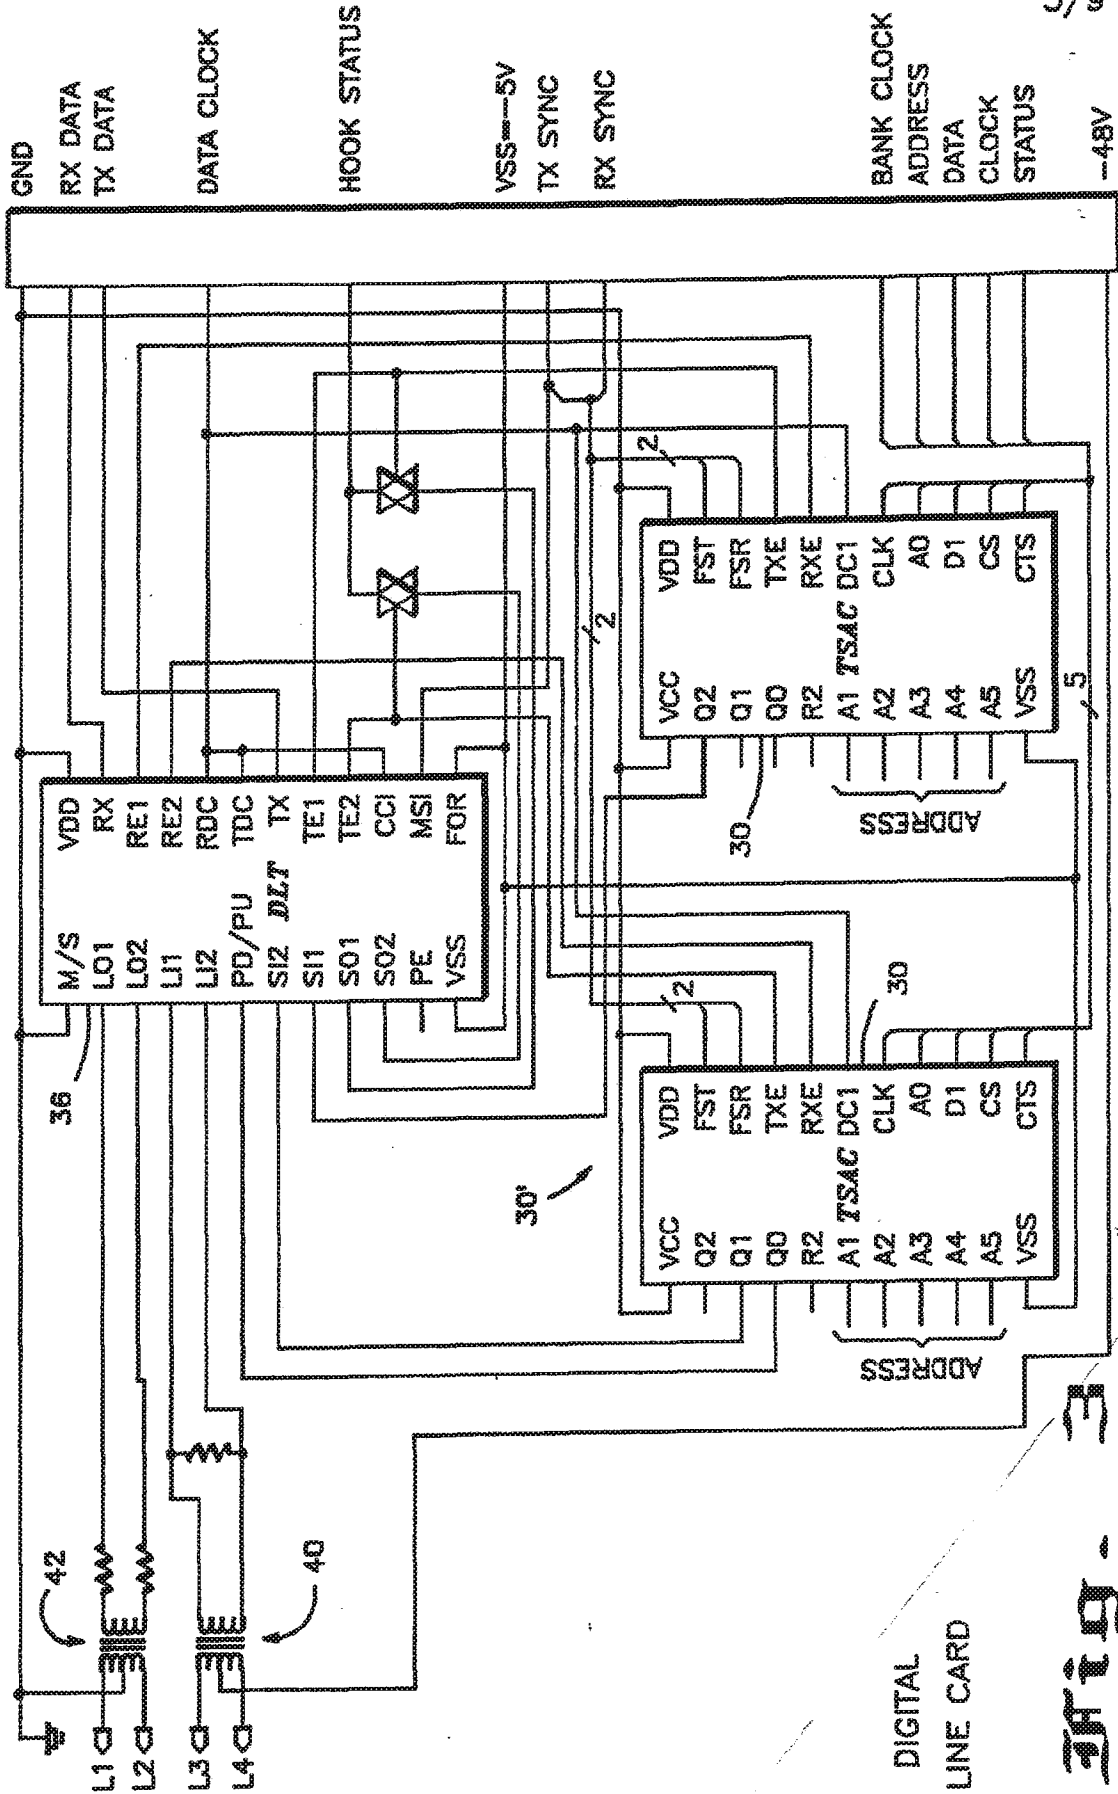 GND
RX DATA
TX DATA
DATA CLOCK
HOOK STATUS
VSS=-5V
TX SYNC
RX SYNC
BANK CLOCK
ADDRESS
DATA
CLOCK
STATUS
-48V
M/S
LO1
LO2
LI1
LI2
PD/PU
SI2
SI1
SO1
SO2
PE
VSS
DLT
VDD
RX
RE1
RE2
RDC
TDC
TX
TE1
TE2
CCI
MSI
FOR
36
42
40
L1
L2
L3
L4
30'
VCC
Q2
Q1
Q0
R2
A1
A2
A3
A4
A5
VSS
TSAC
VDD
FST
FSR
TXE
RXE
DC1
CLK
A0
D1
CS
CTS
ADDRESS
30
2
2
VCC
Q2
Q1
Q0
R2
A1
A2
A3
A4
A5
VSS
TSAC
VDD
FST
FSR
TXE
RXE
DC1
CLK
A0
D1
CS
CTS
ADDRESS
30
2
5
DIGITAL
LINE CARD
Fig-3